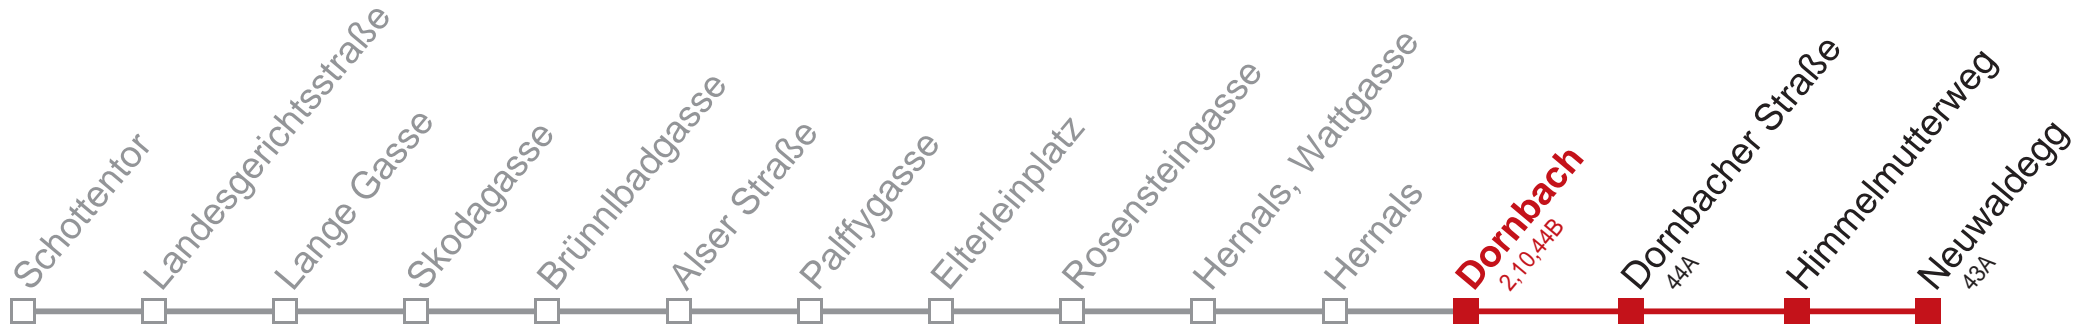 Schottentor
Landesgerichtsstraße
Lange Gasse
Skodagasse
Brünnlbadgasse
Alser Straße
Palffygasse
Elterleinplatz
Rosensteingasse
Hernals, Wattgasse
Hernals
Dornbach
2,10,44B
Dornbacher Straße
44A
Himmelmutterweg
Neuwaldegg
43A